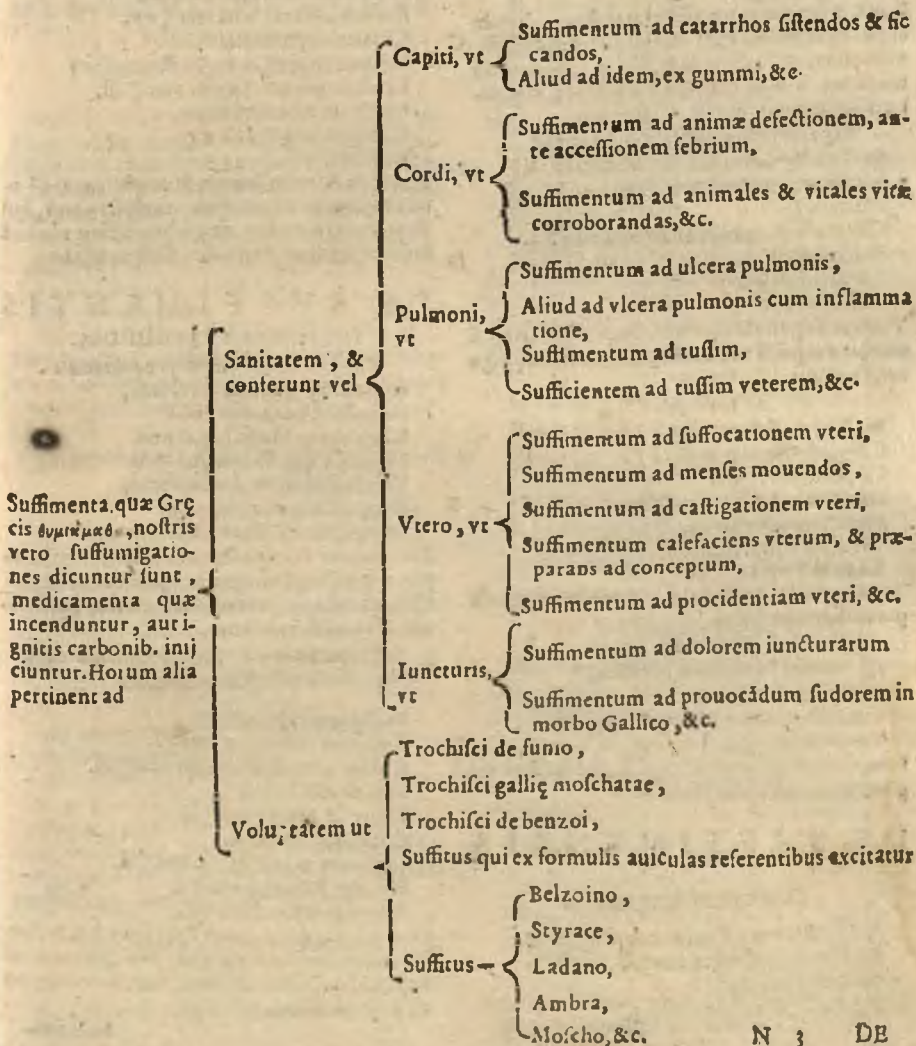 Suffimenta, quæ Gręcis θυμιάμαϑ, nostris
vero suffumigatio-
nes dicuntur sunt,
medicamenta quæ
incenduntur, aut i-
gnitis carbonib. inij
ciuntur. Horum alia
pertinent ad
Sanitatem, &
conferunt vel
Capiti, vt
Suffimentum ad catarrhos sistendos & sic
candos,
Aliud ad idem, ex gummi, &c.
Cordi, vt
Suffimentum ad animæ defectionem, an-
te accessionem febrium,
Suffimentum ad animales & vitales vitæ
corroborandas, &c.
Pulmoni,
vt
Suffimentum ad ulcera pulmonis,
Aliud ad vlcera pulmonis cum inflamma
tione,
Suffimentum ad tussim,
Sufficientem ad tussim veterem, &c.
Vtero, vt
Suffimentum ad suffocationem vteri,
Suffimentum ad menses mouendos,
Suffimentum ad castigationem vteri,
Suffimentum calefaciens vterum, & præ-
parans ad conceptum,
Suffimentum ad procidentiam vteri, &c.
Iuncturis,
vt
Suffimentum ad dolorem iuncturarum
Suffimentum ad prouocãdum sudorem in
morbo Gallico, &c.
Voluptatem ut
Trochisci de fumo,
Trochisci gallię moschatae,
Trochisci de benzoi,
Suffitus qui ex formulis auiculas referentibus excitatur
Suffitus
Belzoino,
Styrace,
Ladano,
Ambra,
Moscho, &c.
N 3 DE